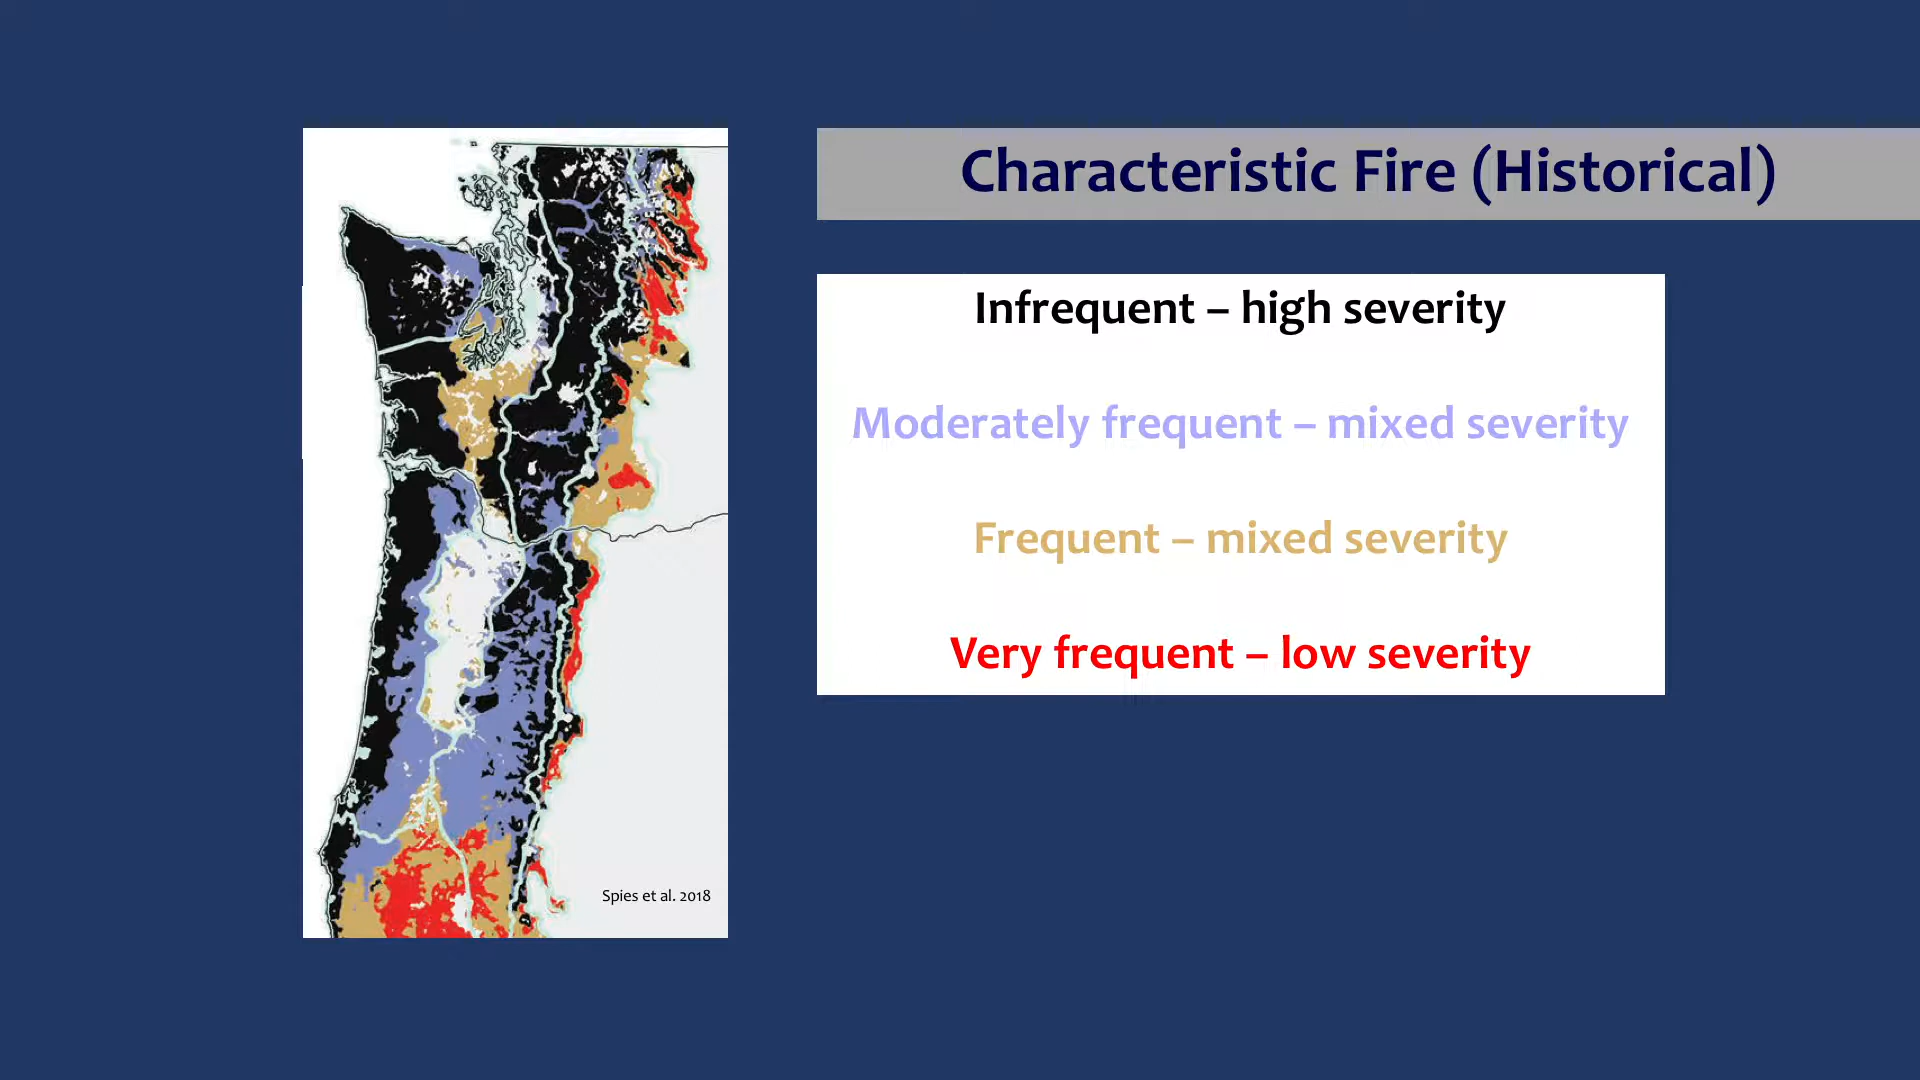 Characteristic Fire (Historical)
Infrequent – high severity
Moderately frequent – mixed severity
Frequent – mixed severity
Very frequent – low severity
Spies et al. 2018